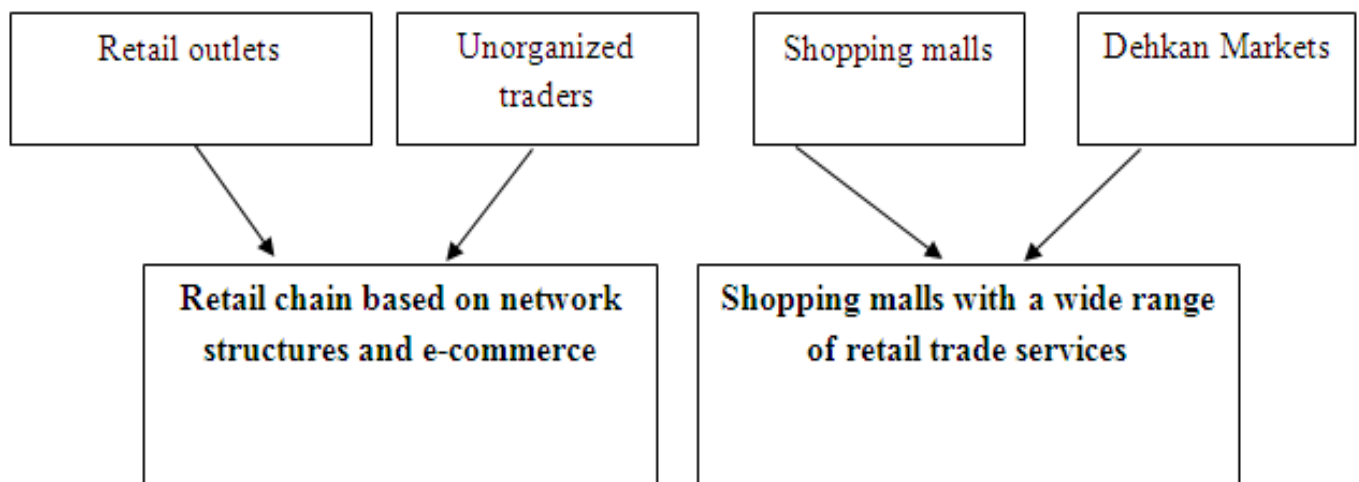 Retail outlets
Unorganized
traders
Shopping malls
Dehkan Markets
Retail chain based on network
structures and e-commerce
Shopping malls with a wide range
of retail trade services